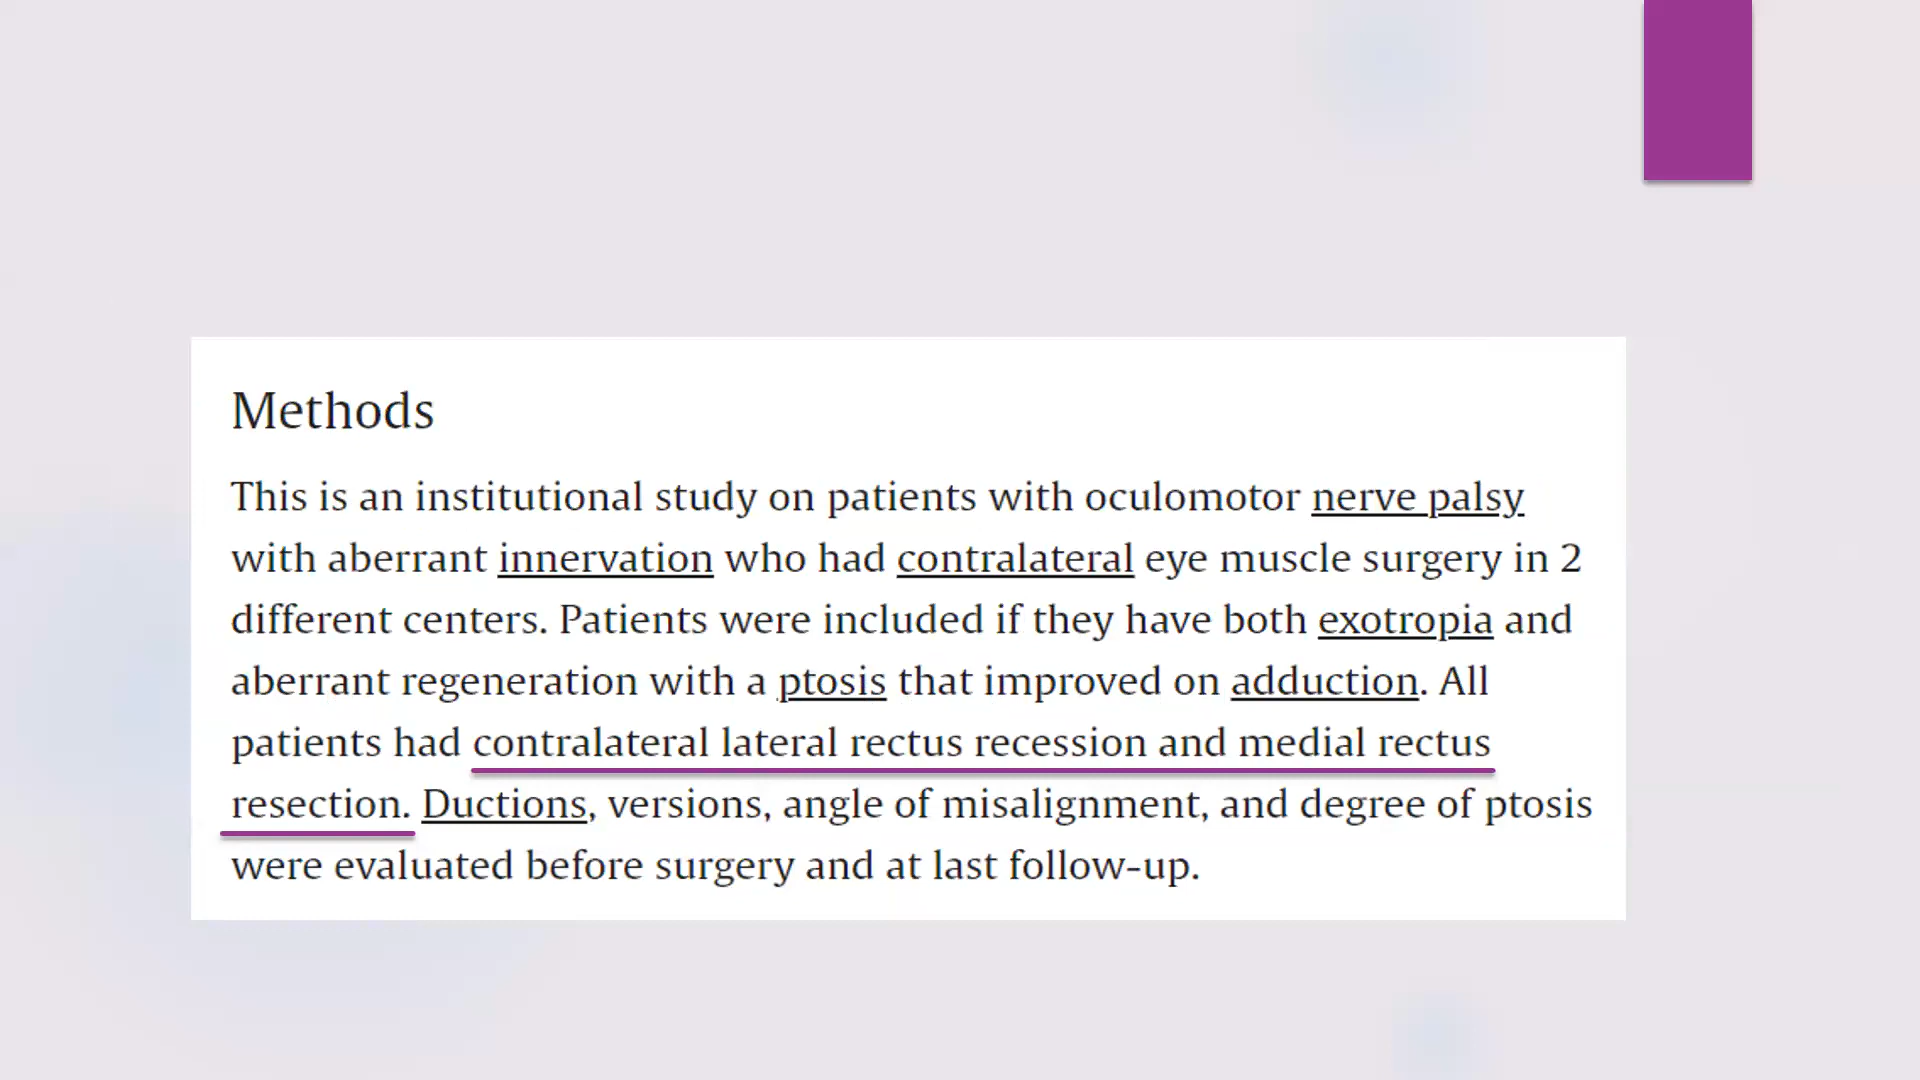 Methods
This is an institutional study on patients with oculomotor nerve palsy
with aberrant innervation who had contralateral eye muscle surgery in 2
different centers. Patients were included if they have both exotropia and
aberrant regeneration with a ptosis that improved on adduction. All
patients had contralateral lateral rectus recession and medial rectus
resection. Ductions, versions, angle of misalignment, and degree of ptosis
were evaluated before surgery and at last follow-up.